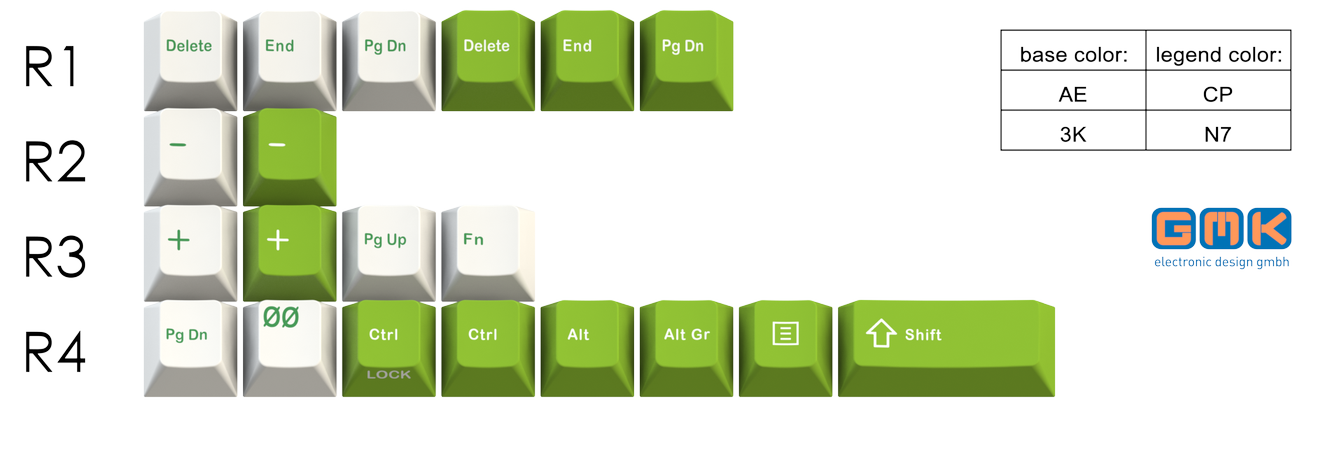 R1 Delete End Pg Dn Delete End Pg Dn
R2 − −
R3 + + Pg Up Fn
R4 Pg Dn ØØ Ctrl Ctrl Alt Alt Gr Shift
LOCK
base color: legend color:
AE CP
3K N7
GMK
electronic design gmbh